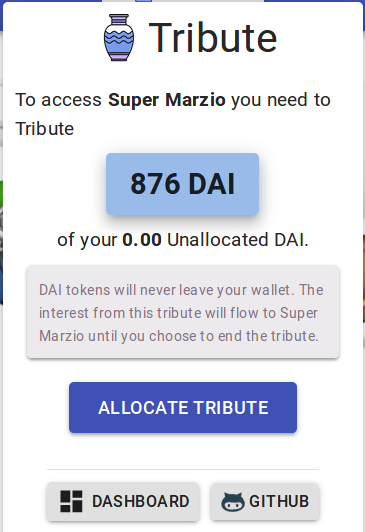 Tribute
To access Super Marzio you need to
Tribute
876 DAI
of your 0.00 Unallocated DAI.
DAI tokens will never leave your wallet. The
interest from this tribute will flow to Super
Marzio until you choose to end the tribute.
ALLOCATE TRIBUTE
DASHBOARD
GITHUB